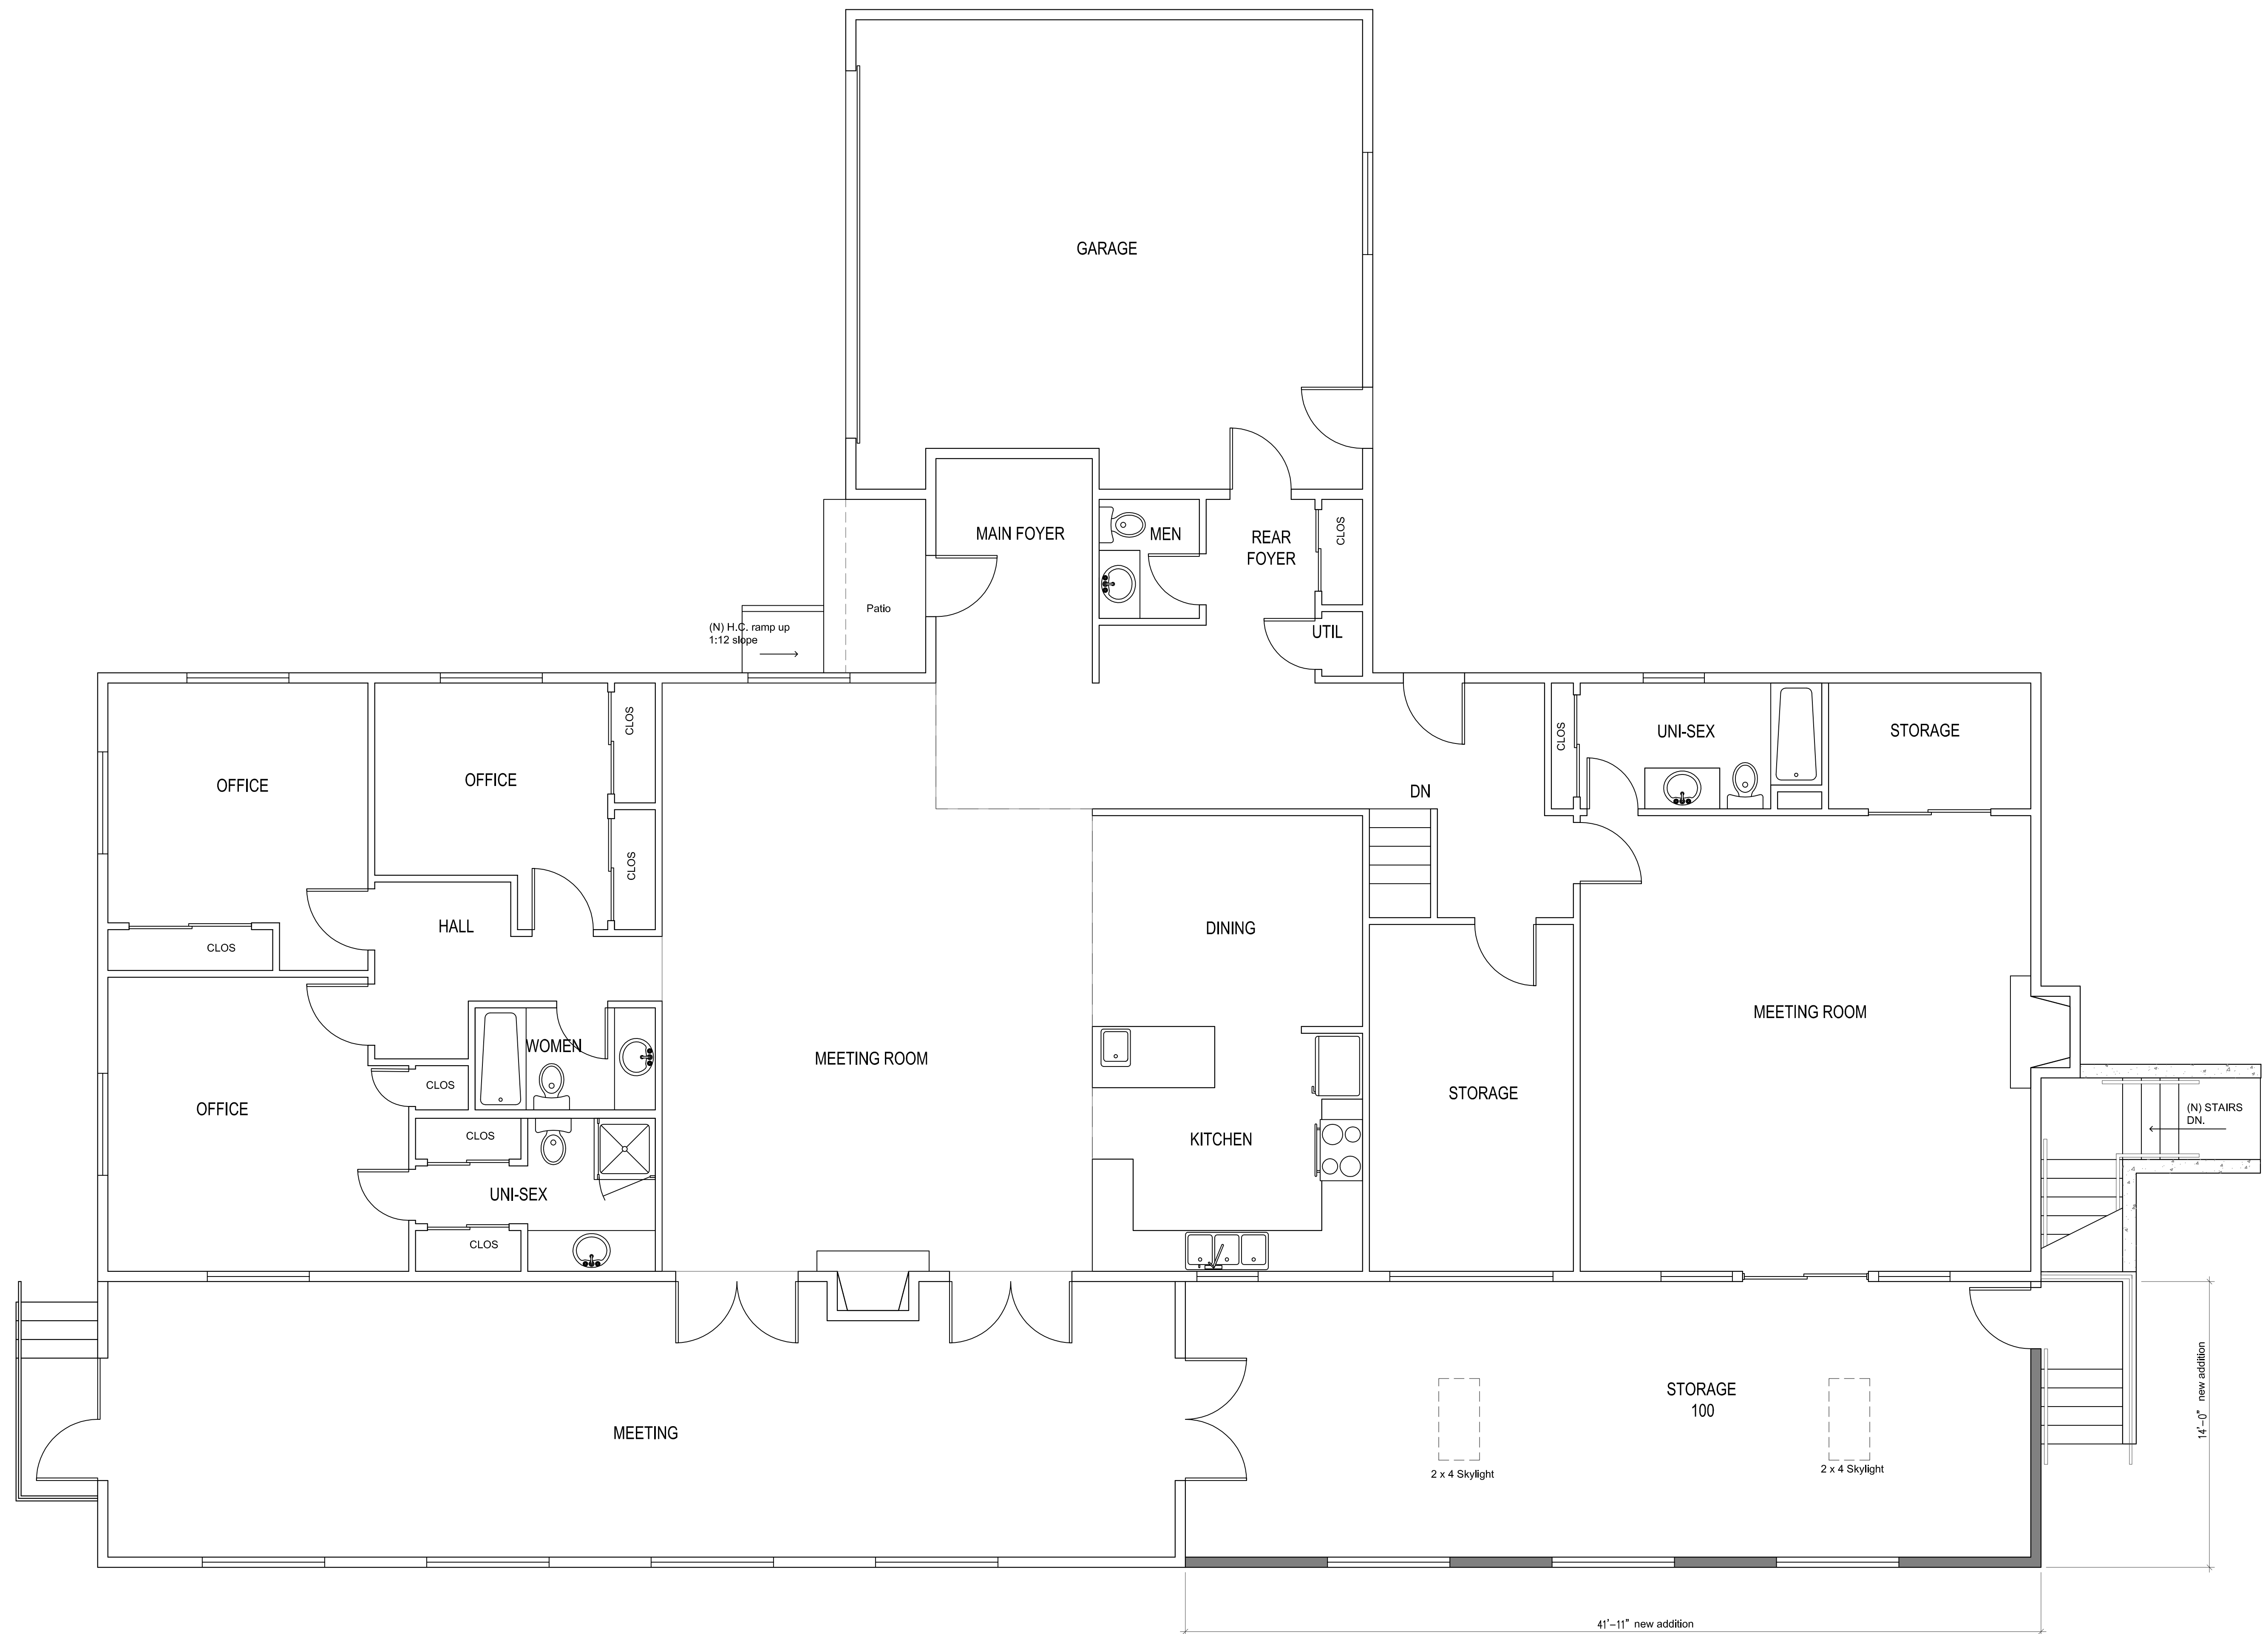 GARAGE
MAIN FOYER
MEN
REAR
FOYER
CLOS
Patio
(N) H.C. ramp up
1:12 slope
UTIL
CLOS
CLOS
UNI-SEX
STORAGE
OFFICE
OFFICE
DN
CLOS
HALL
DINING
CLOS
MEETING ROOM
WOMEN
MEETING ROOM
CLOS
STORAGE
OFFICE
(N) STAIRS
DN.
CLOS
KITCHEN
UNI-SEX
CLOS
STORAGE
100
14'-0" new addition
MEETING
2 x 4 Skylight
2 x 4 Skylight
41'-11" new addition